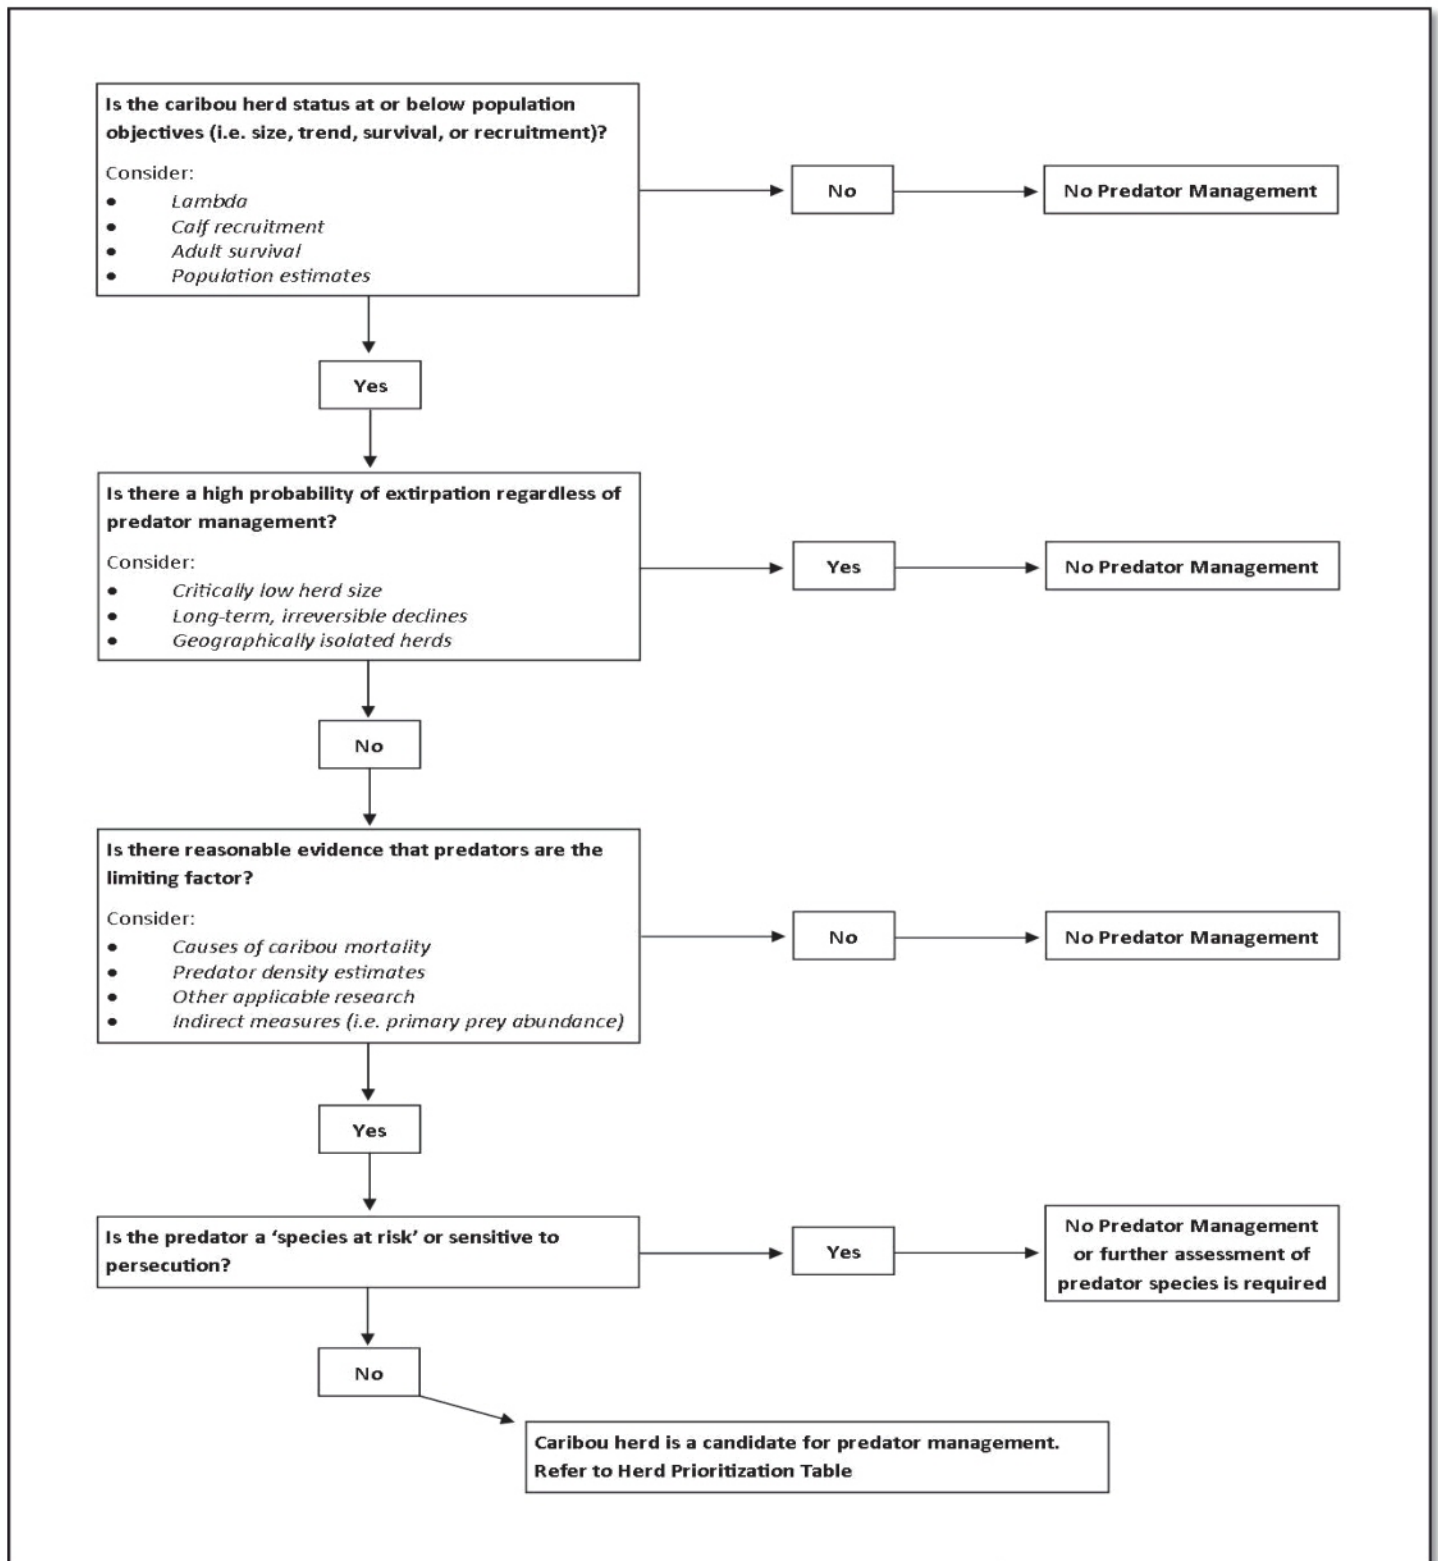 Is the caribou herd status at or below population
objectives (i.e. size, trend, survival, or recruitment)?
Consider:
• Lambda
• Calf recruitment
• Adult survival
• Population estimates
No
No Predator Management
Yes
Is there a high probability of extirpation regardless of
predator management?
Consider:
• Critically low herd size
• Long-term, irreversible declines
• Geographically isolated herds
Yes
No Predator Management
No
Is there reasonable evidence that predators are the
limiting factor?
Consider:
• Causes of caribou mortality
• Predator density estimates
• Other applicable research
• Indirect measures (i.e. primary prey abundance)
No
No Predator Management
Yes
Is the predator a ‘species at risk’ or sensitive to
persecution?
Yes
No Predator Management
or further assessment of
predator species is required
No
Caribou herd is a candidate for predator management.
Refer to Herd Prioritization Table